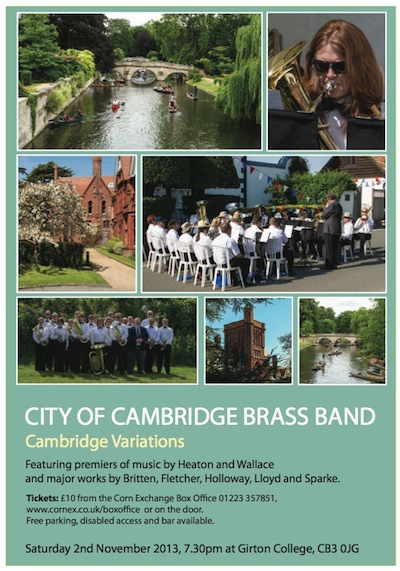 CITY OF CAMBRIDGE BRASS BAND
Cambridge Variations
Featuring premiers of music by Heaton and Wallace
and major works by Britten, Fletcher, Holloway, Lloyd and Sparke.
Tickets: £10 from the Corn Exchange Box Office 01223 357851,
www.cornex.co.uk/boxoffice or on the door.
Free parking, disabled access and bar available.
Saturday 2nd November 2013, 7.30pm at Girton College, CB3 0JG